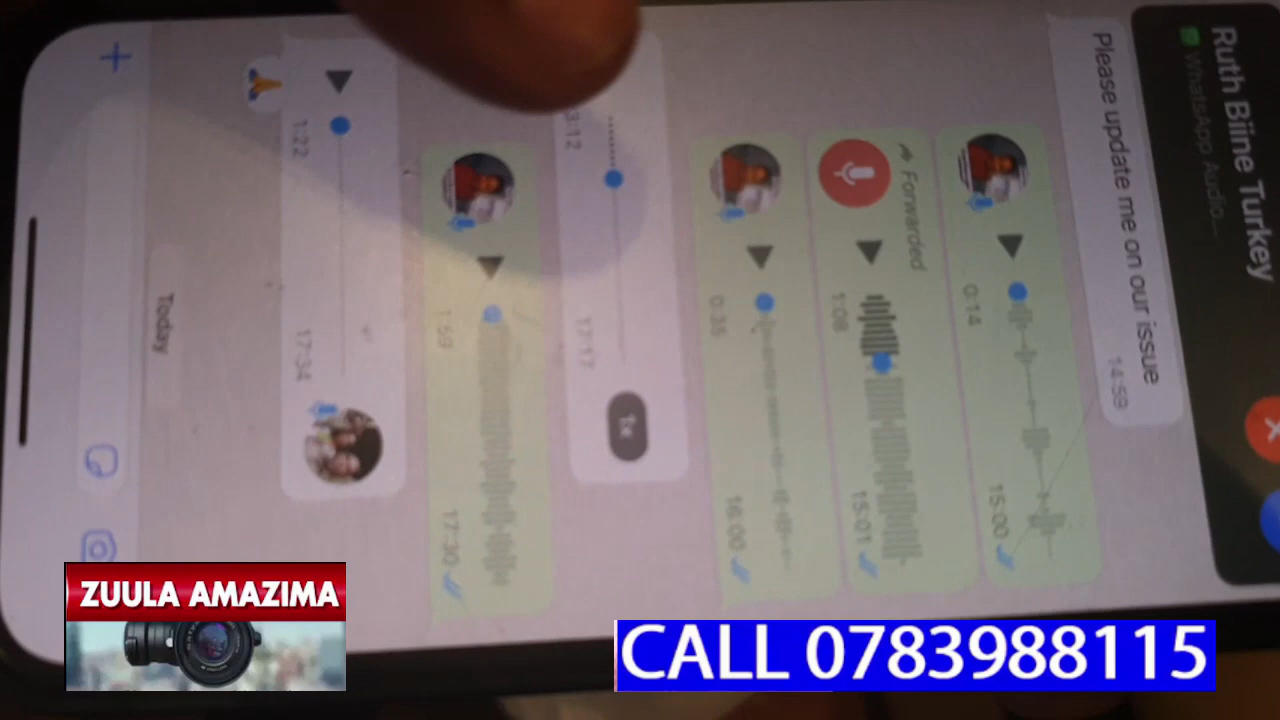 Ruth Biine Turkey
WhatsApp Audio...
Please update me on our issue
14:59
0:14
15:00
Forwarded
1:08
15:01
0:35
16:00
3:12
17:17
1x
1:59
17:30
1:22
17:34
Today
ZUULA AMAZIMA
CALL 0783988115